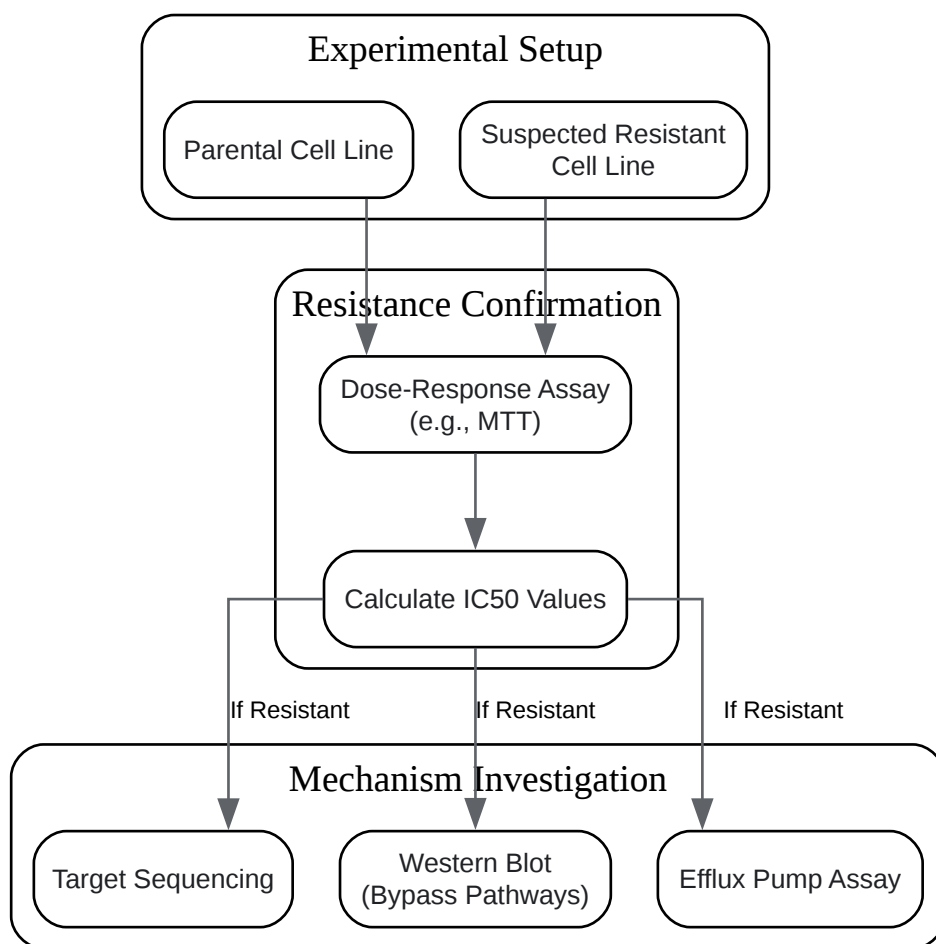 Experimental Setup
Parental Cell Line
Suspected Resistant
Cell Line
Resistance Confirmation
Dose-Response Assay
(e.g., MTT)
Calculate IC50 Values
If Resistant
If Resistant
If Resistant
Mechanism Investigation
Target Sequencing
Western Blot
(Bypass Pathways)
Efflux Pump Assay